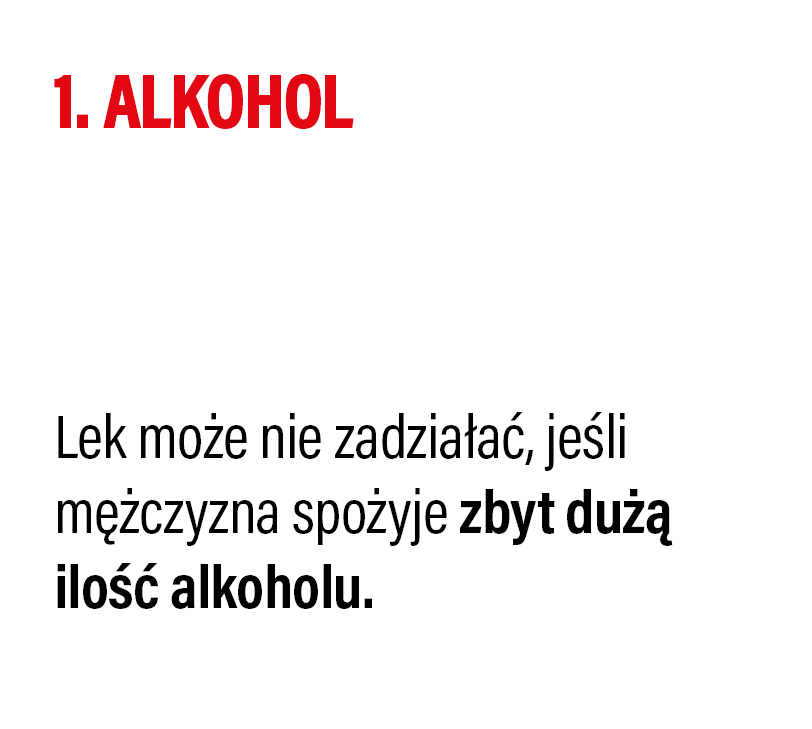 1. ALKOHOL
Lek może nie zadziałać, jeśli
mężczyzna spożyje zbyt dużą
ilość alkoholu.